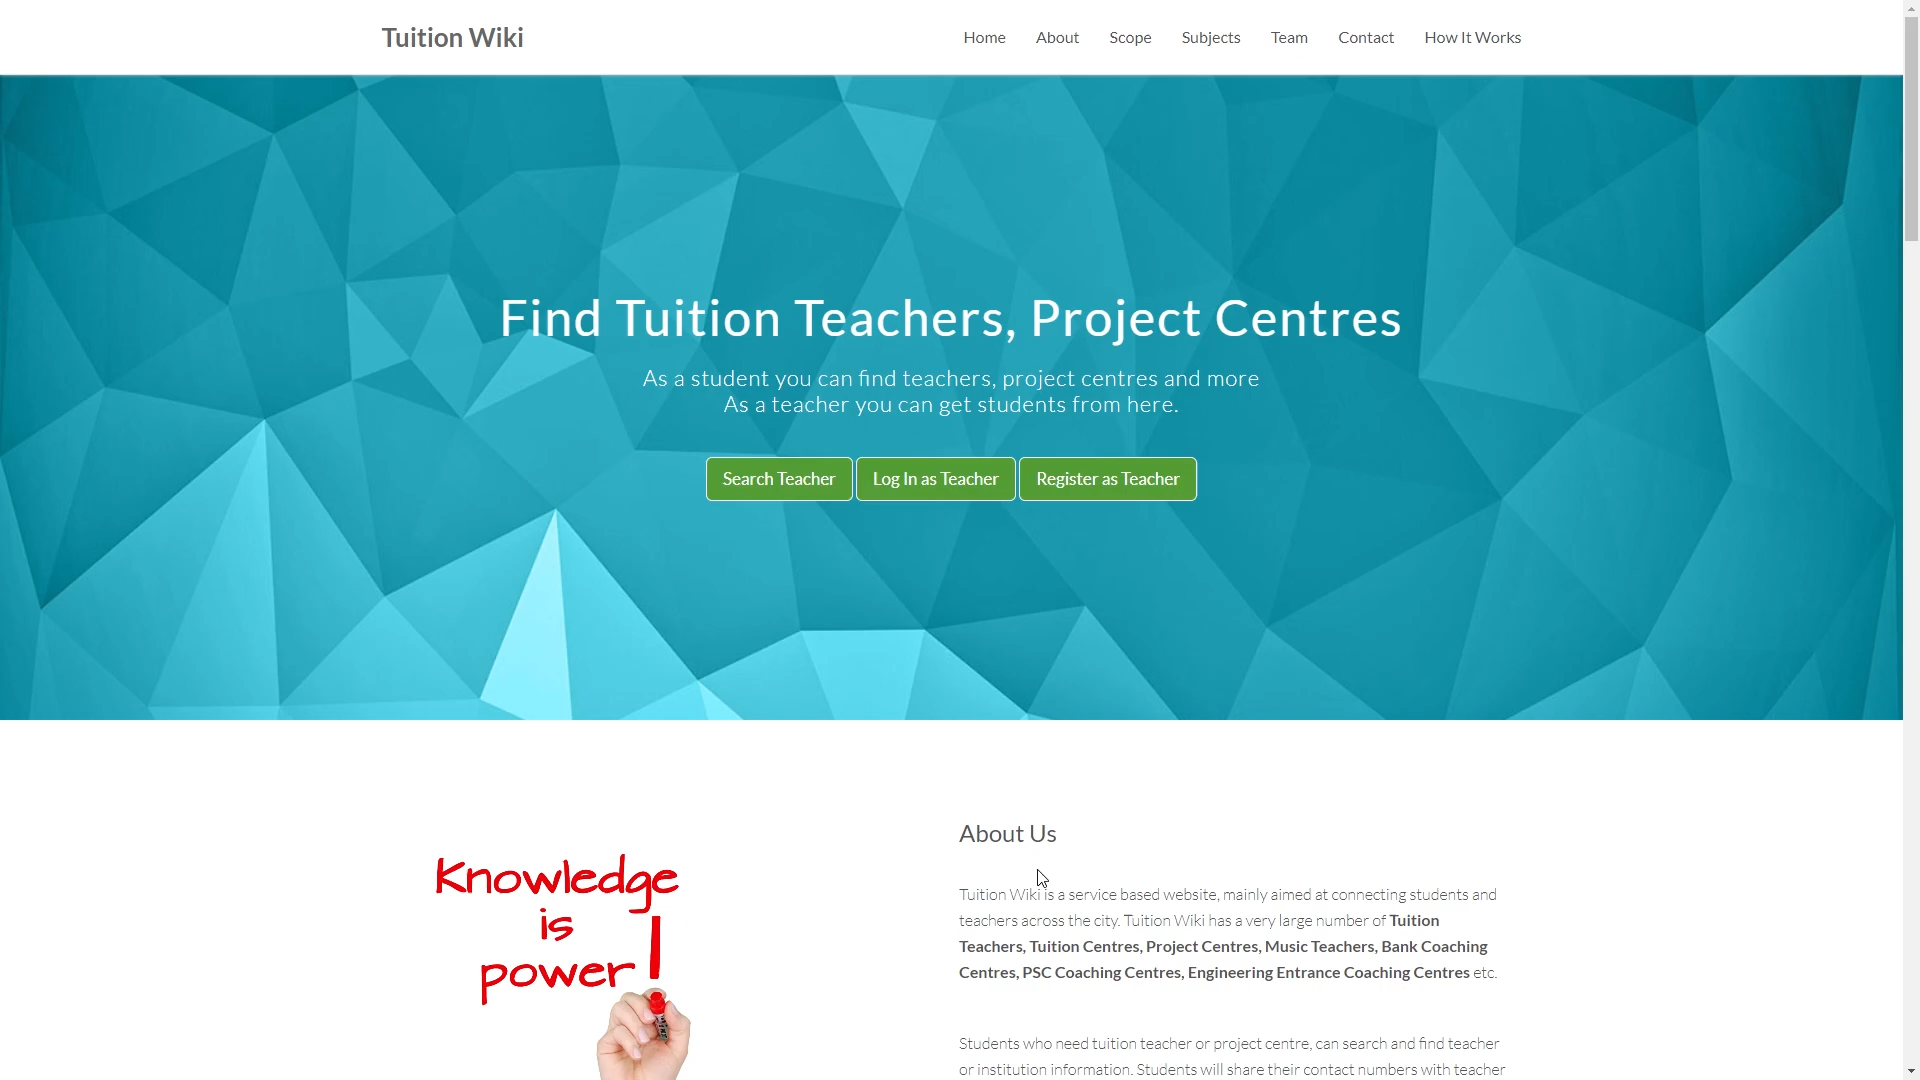 Tuition Wiki
Home
About
Scope
Subjects
Team
Contact
How It Works
Find Tuition Teachers, Project Centres
As a student you can find teachers, project centres and more
As a teacher you can get students from here.
Search Teacher
Log In as Teacher
Register as Teacher
Knowledge
is
power!
About Us
Tuition Wiki is a service based website, mainly aimed at connecting students and
teachers across the city. Tuition Wiki has a very large number of Tuition
Teachers, Tuition Centres, Project Centres, Music Teachers, Bank Coaching
Centres, PSC Coaching Centres, Engineering Entrance Coaching Centres etc.
Students who need tuition teacher or project centre, can search and find teacher
or institution information. Students will share their contact numbers with teacher